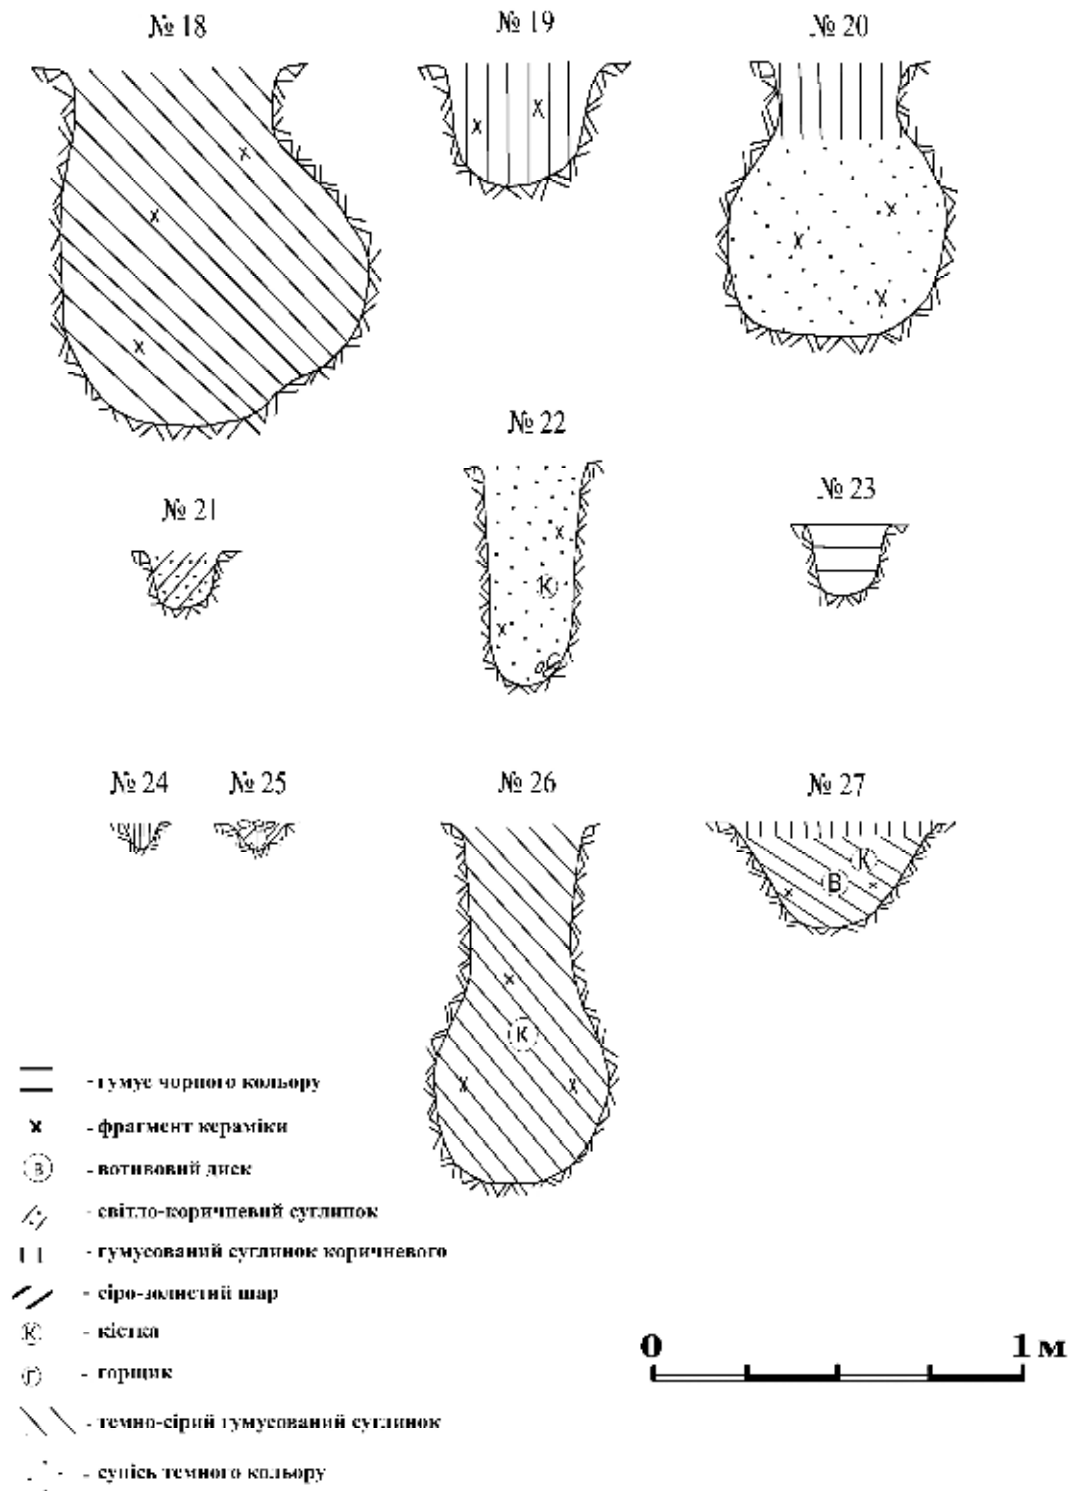 № 18
№ 19
№ 20
№ 22
№ 21
№ 23
К
№ 24
№ 25
№ 26
№ 27
К
В
К
- гумус чорного кольору
- фрагмент кераміки
В - вотивовий диск
- світло-коричневий суглинок
- гумусований суглинок коричневого
- сіро-золистий шар
К - кістка
Г - горщик
- темно-сірий гумусований суглинок
- супісь темного кольору
0 1 м